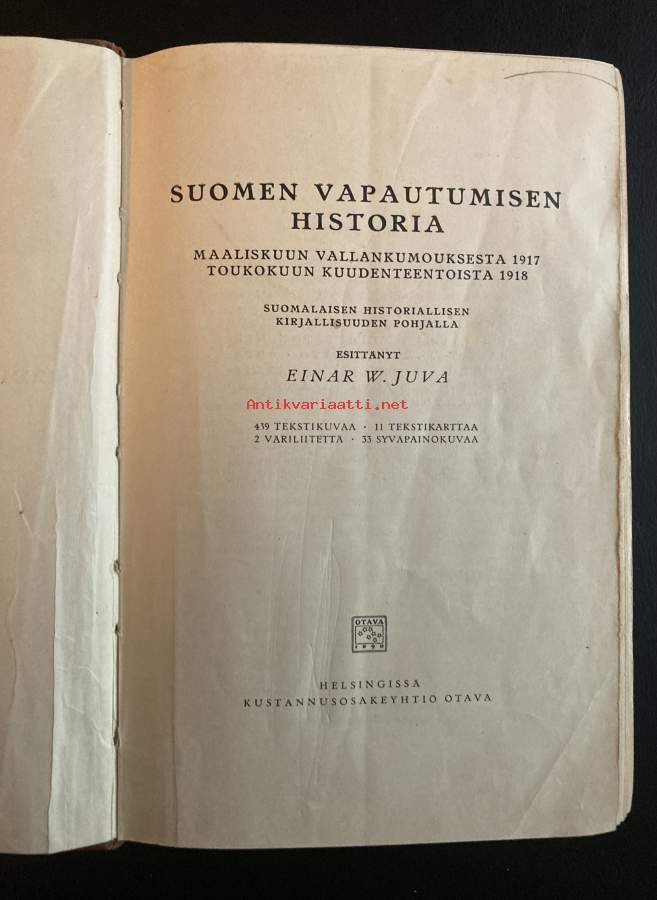 SUOMEN VAPAUTUMISEN
HISTORIA
MAALISKUUN VALLANKUMOUKSESTA 1917
TOUKOKUUN KUUDENTEENTOISTA 1918
SUOMALAISEN HISTORIALLISEN
KIRJALLISUUDEN POHJALLA
ESITTÄNYT
EINAR W. JUVA
Antikvariaatti.net
439 TEKSTIKUVAA · 11 TEKSTIKARTTAA
2 VÄRILIITETTÄ · 33 SYVÄPAINOKUVAA
OTAVA
1890
HELSINGISSÄ
KUSTANNUSOSAKEYHTIÖ OTAVA